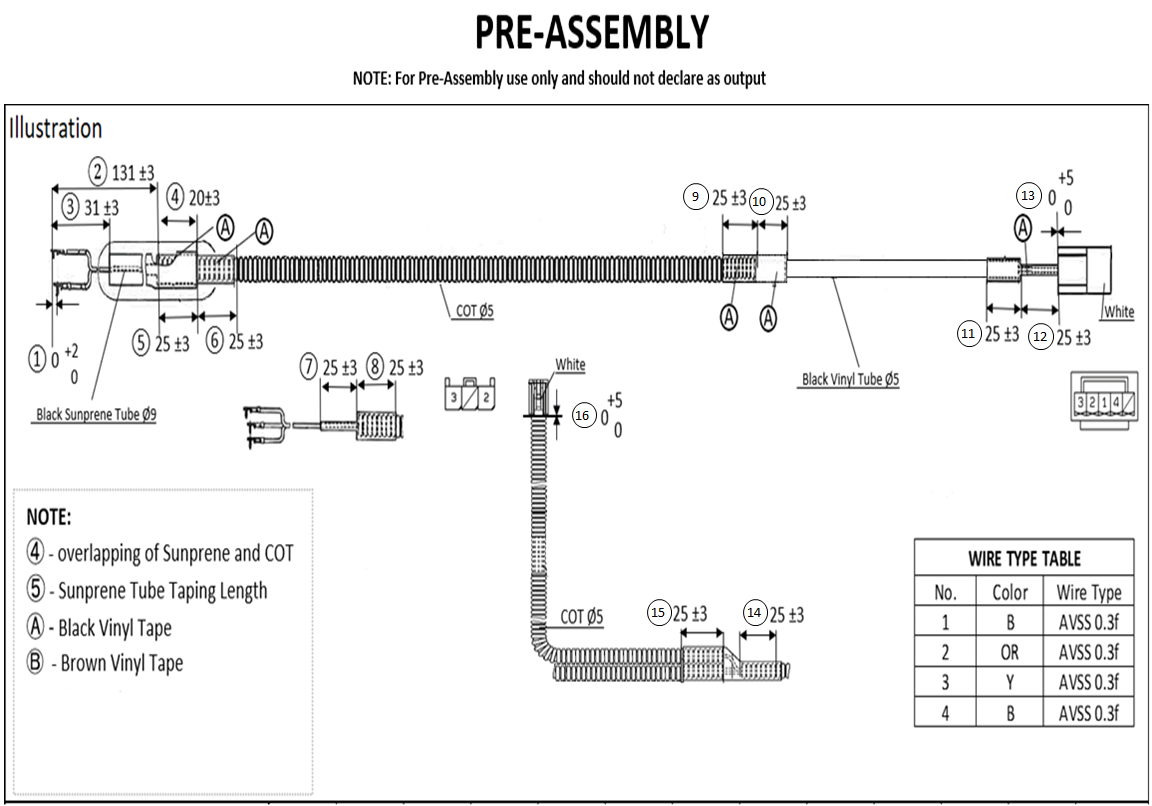 PRE-ASSEMBLY
NOTE: For Pre-Assembly use only and should not declare as output
Illustration
② 131 ±3
③ 31 ±3
④ 20±3
Ⓐ
Ⓐ
⑨ 25 ±3
⑩ 25 ±3
⑬ 0 +5 0
Ⓐ
White
① 0 +2 0
⑤ 25 ±3
⑥ 25 ±3
COT Ø5
Ⓐ
Ⓐ
⑪ 25 ±3
⑫ 25 ±3
Black Sunprene Tube Ø9
Black Vinyl Tube Ø5
⑦ 25 ±3
⑧ 25 ±3
3 2
White
⑯ 0 +5 0
3 2 1 4
COT Ø5
⑮ 25 ±3
⑭ 25 ±3
NOTE:
④ - overlapping of Sunprene and COT
⑤ - Sunprene Tube Taping Length
Ⓐ - Black Vinyl Tape
Ⓑ - Brown Vinyl Tape
WIRE TYPE TABLE
No. Color Wire Type
1 B AVSS 0.3f
2 OR AVSS 0.3f
3 Y AVSS 0.3f
4 B AVSS 0.3f